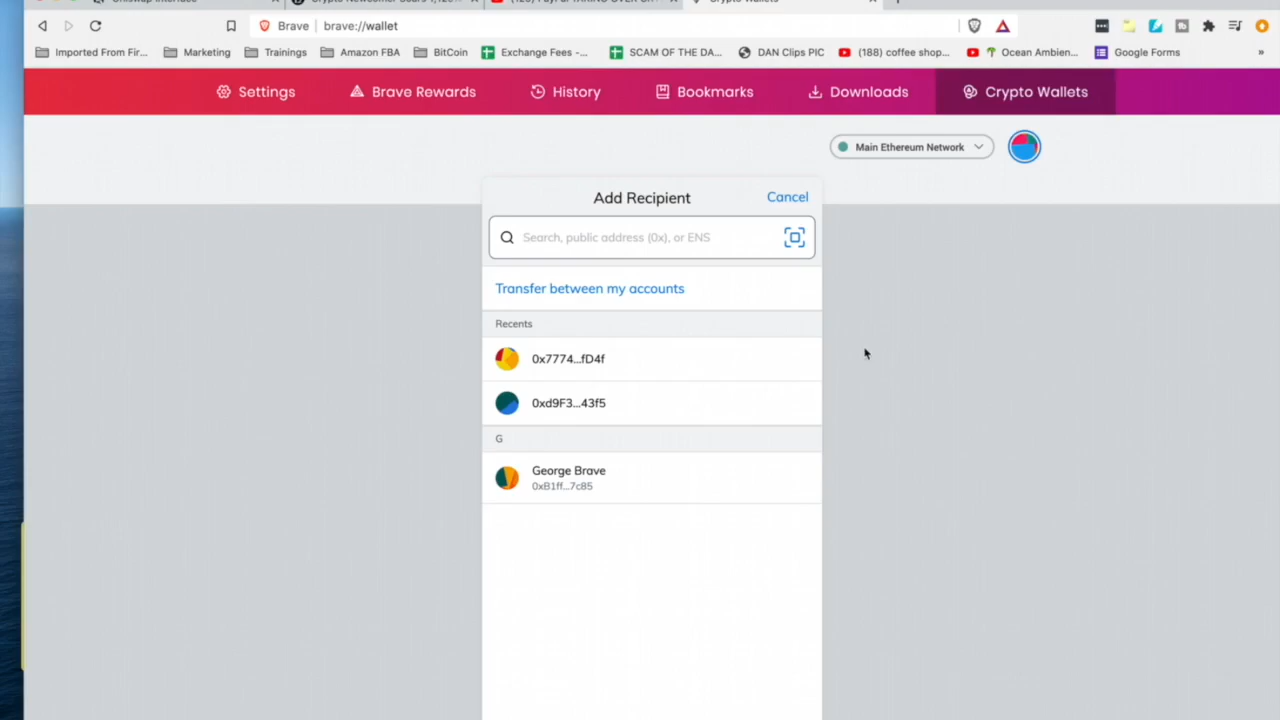 Brave brave://wallet
Imported From Fir... Marketing Trainings Amazon FBA BitCoin Exchange Fees -... SCAM OF THE DA... DAN Clips PIC (188) coffee shop... Ocean Ambien... Google Forms »
Settings Brave Rewards History Bookmarks Downloads Crypto Wallets
Main Ethereum Network
Add Recipient Cancel
Search, public address (0x), or ENS
Transfer between my accounts
Recents
0x7774...fD4f
0xd9F3...43f5
G
George Brave
0xB1ff...7c85